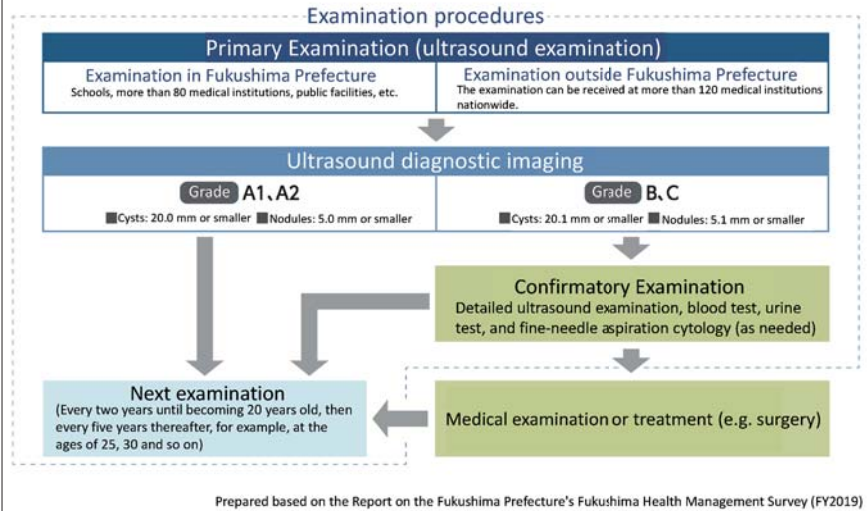 Examination procedures
Primary Examination (ultrasound examination)
Examination in Fukushima Prefecture
Schools, more than 80 medical institutions, public facilities, etc.
Examination outside Fukushima Prefecture
The examination can be received at more than 120 medical institutions
nationwide.
Ultrasound diagnostic imaging
Grade A1、A2
■Cysts: 20.0 mm or smaller ■Nodules: 5.0 mm or smaller
Grade B、C
■Cysts: 20.1 mm or smaller ■Nodules: 5.1 mm or smaller
Confirmatory Examination
Detailed ultrasound examination, blood test, urine
test, and fine-needle aspiration cytology (as needed)
Next examination
(Every two years until becoming 20 years old, then
every five years thereafter, for example, at the
ages of 25, 30 and so on)
Medical examination or treatment (e.g. surgery)
Prepared based on the Report on the Fukushima Prefecture's Fukushima Health Management Survey (FY2019)